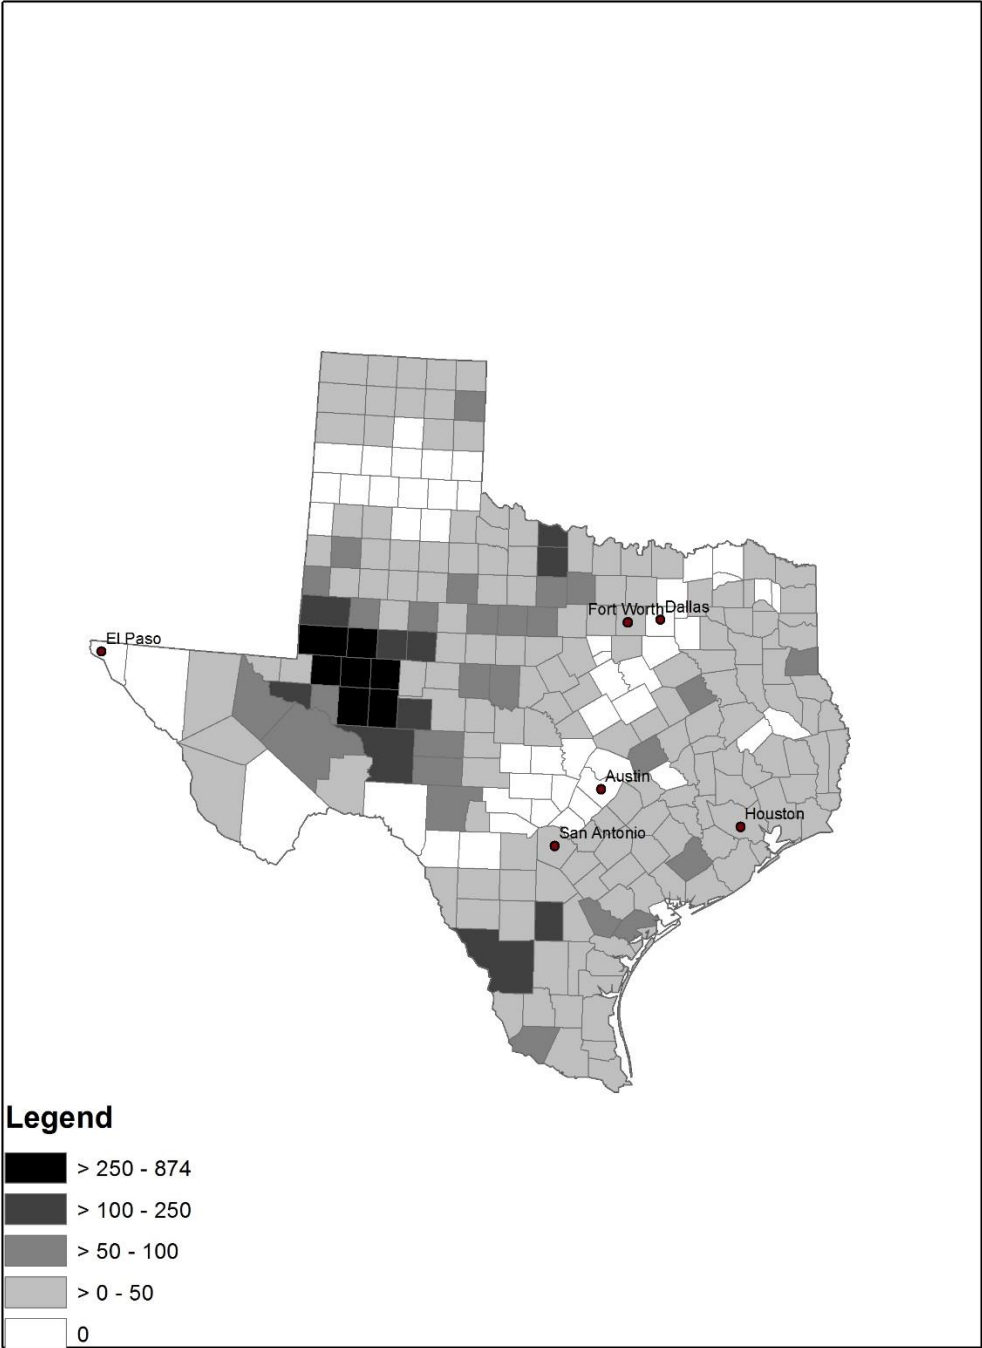 Fort Worth
Dallas
El Paso
Austin
Houston
San Antonio
Legend
> 250 - 874
> 100 - 250
> 50 - 100
> 0 - 50
0